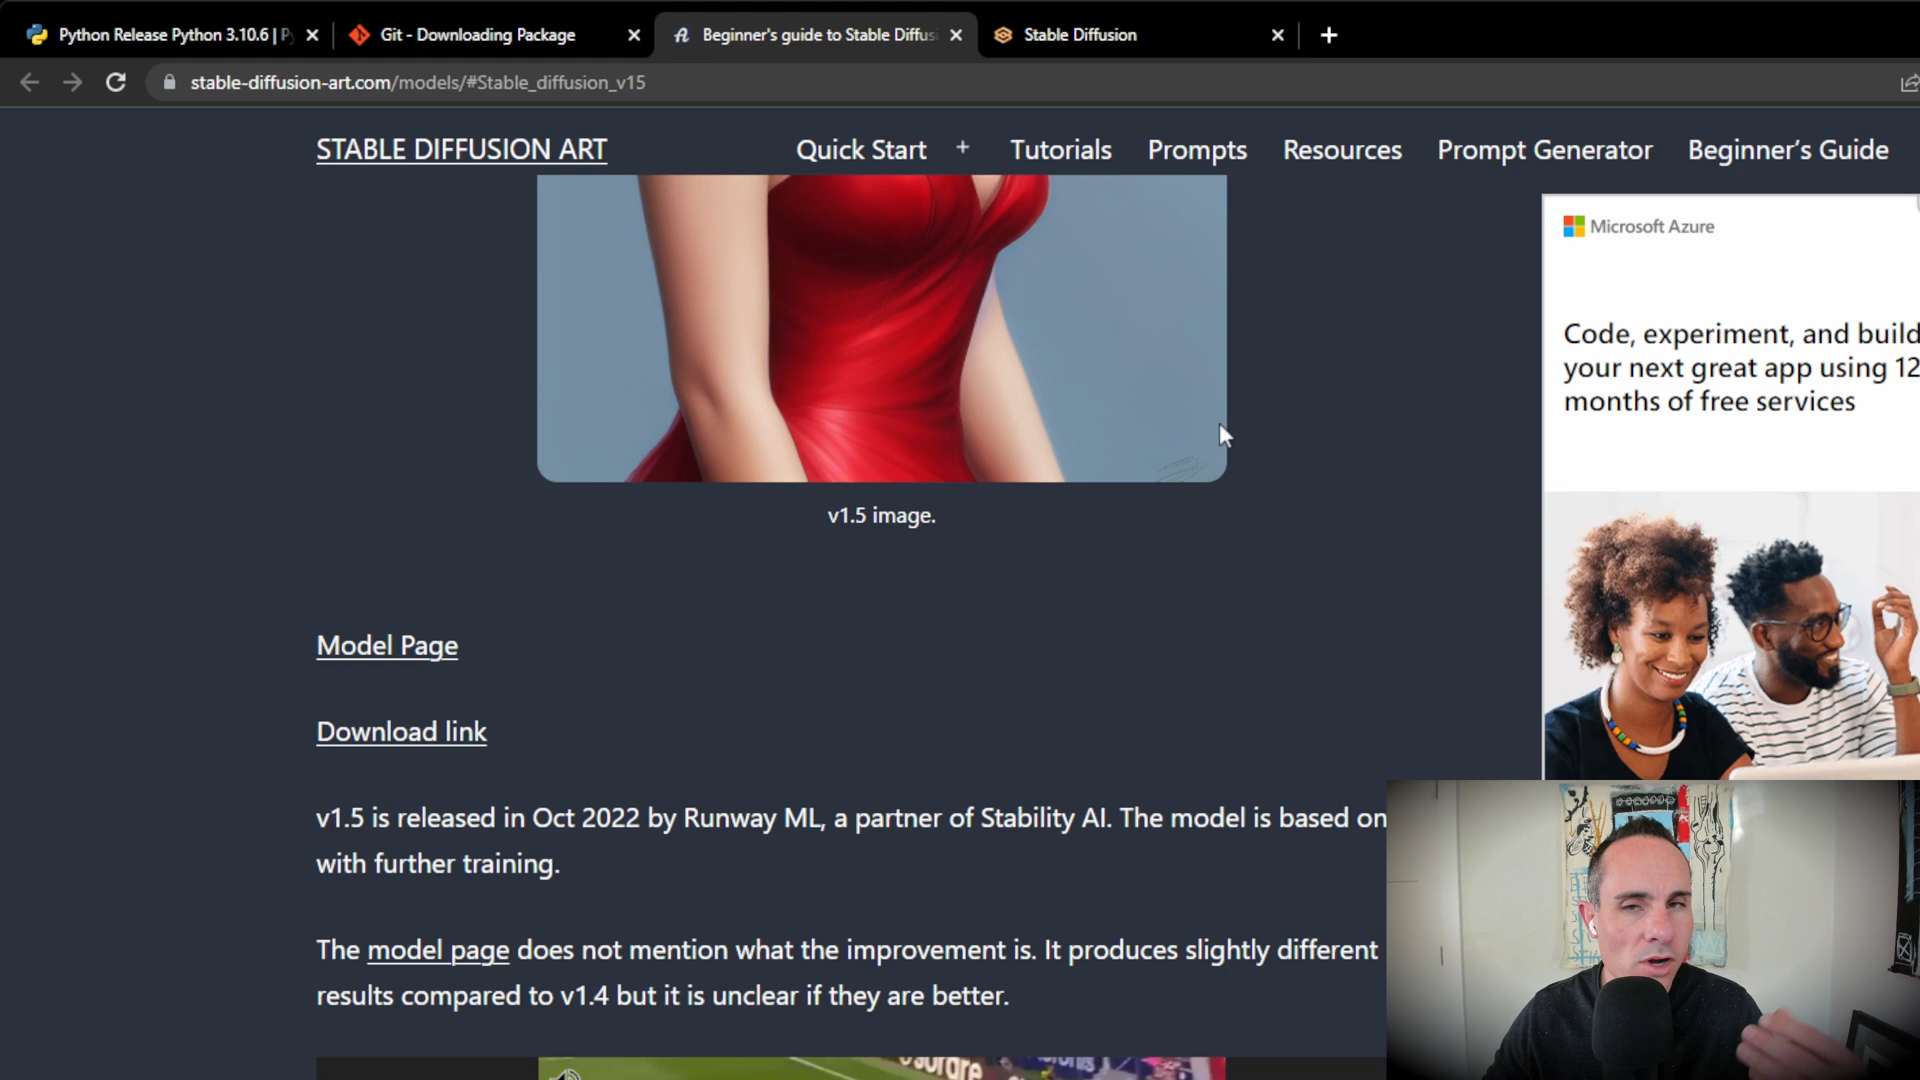 Python Release Python 3.10.6 | Py
Git - Downloading Package
Beginner's guide to Stable Diffus
Stable Diffusion
stable-diffusion-art.com/models/#Stable_diffusion_v15
STABLE DIFFUSION ART
Quick Start +
Tutorials
Prompts
Resources
Prompt Generator
Beginner's Guide
Microsoft Azure
Code, experiment, and build
your next great app using 12
months of free services
v1.5 image.
Model Page
Download link
v1.5 is released in Oct 2022 by Runway ML, a partner of Stability AI. The model is based on
with further training.
The model page does not mention what the improvement is. It produces slightly different
results compared to v1.4 but it is unclear if they are better.